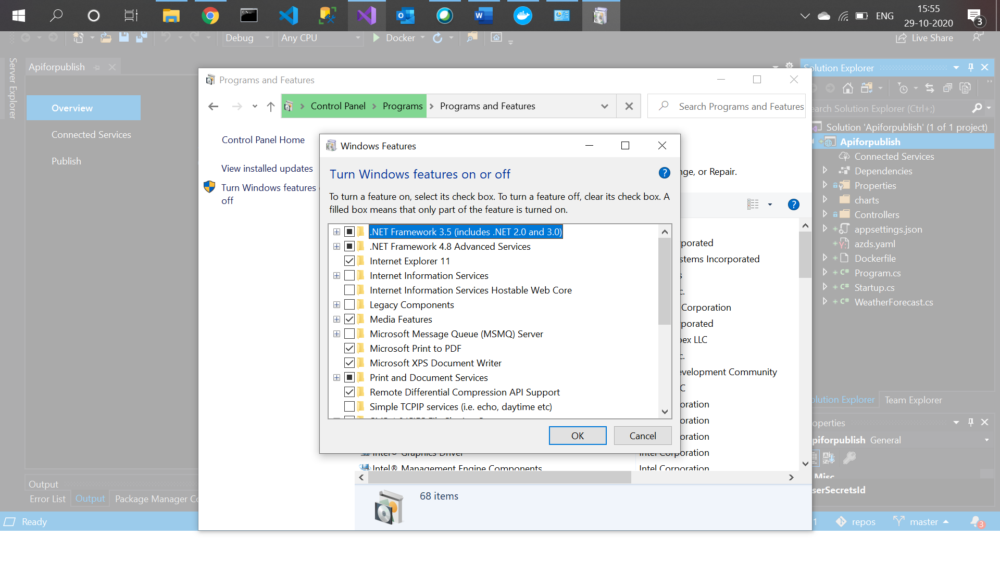 ENG
15:55
29-10-2020
3
Debug
Any CPU
Docker
Live Share
Server Explorer
Apiforpublish
Overview
Connected Services
Publish
Programs and Features
Control Panel
Programs
Programs and Features
Search Programs and Features
Control Panel Home
View installed updates
Turn Windows features
off
nge, or Repair.
Windows Features
Turn Windows features on or off
To turn a feature on, select its check box. To turn a feature off, clear its check box. A
filled box means that only part of the feature is turned on.
.NET Framework 3.5 (includes .NET 2.0 and 3.0)
.NET Framework 4.8 Advanced Services
Internet Explorer 11
Internet Information Services
Internet Information Services Hostable Web Core
Legacy Components
Media Features
Microsoft Message Queue (MSMQ) Server
Microsoft Print to PDF
Microsoft XPS Document Writer
Print and Document Services
Remote Differential Compression API Support
Simple TCPIP services (i.e. echo, daytime etc)
OK
Cancel
porated
stems Incorporated
s
c.
Corporation
rporated
pex LLC
c.
evelopment Community
C
oration
oration
oration
Intel® Graphics Driver
Intel Corporation
Intel® Management Engine Components
Intel Corporation
68 items
Solution Explorer
earch Solution Explorer (Ctrl+;)
Solution 'Apiforpublish' (1 of 1 project)
Apiforpublish
Connected Services
Dependencies
Properties
charts
Controllers
appsettings.json
azds.yaml
Dockerfile
Program.cs
Startup.cs
WeatherForecast.cs
olution Explorer
Team Explorer
operties
piforpublish General
Misc
serSecretsId
Output
Error List
Output
Package Manager Co
Ready
1
repos
master
3